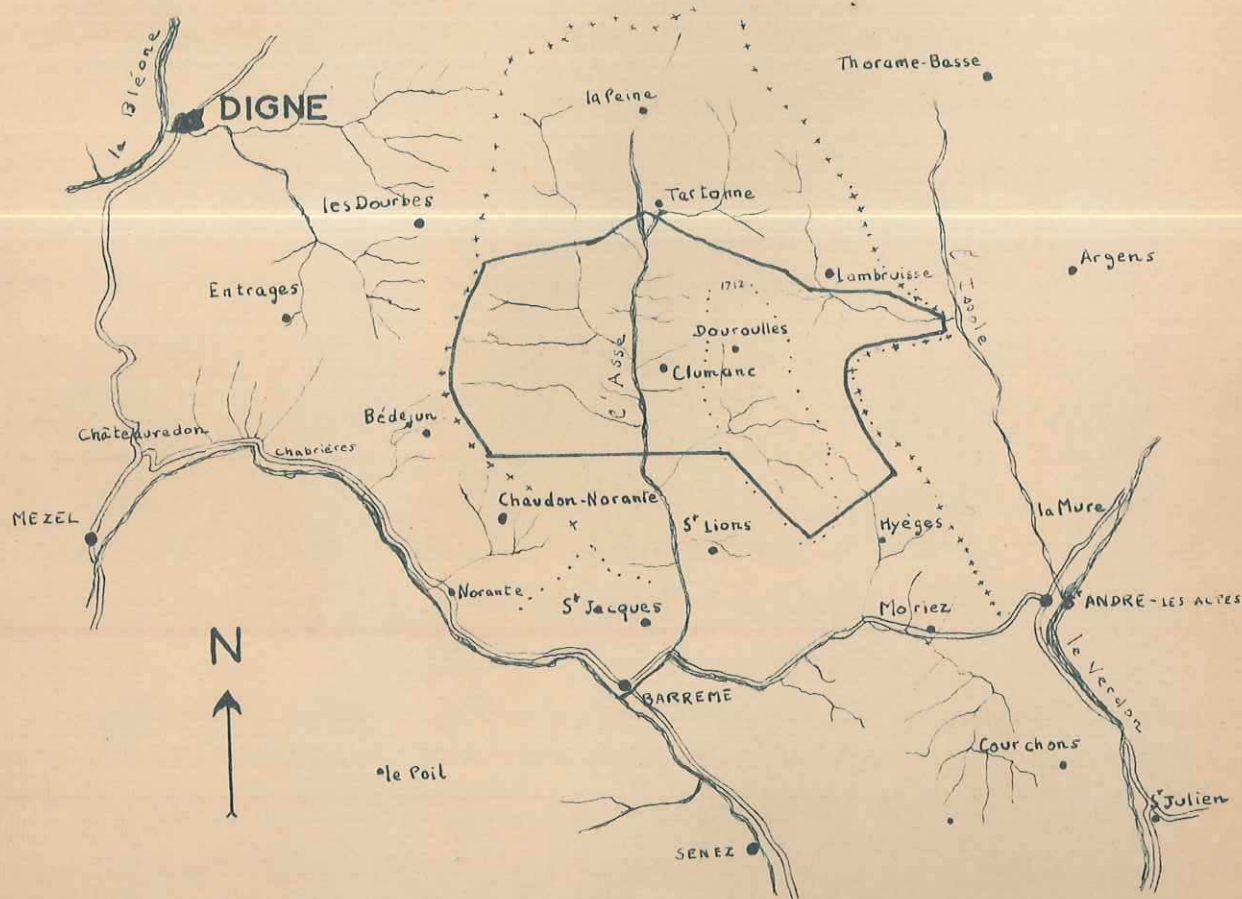 la Bléone
DIGNE
Thorame-Basse
la Peine
les Dourbes
Tartonne
Entrages
Lambruisse
Argens
l'Issole
1712
Douroulles
Clumanc
l'Asse
Bédejun
Châteauredon
Chabrières
MEZEL
Chaudon-Norante
St Lions
Hyèges
la Mure
Norante
St Jacques
Moriez
St ANDRE-LES ALPES
N
BARREME
le Verdon
le Poil
Courchons
St Julien
SENEZ